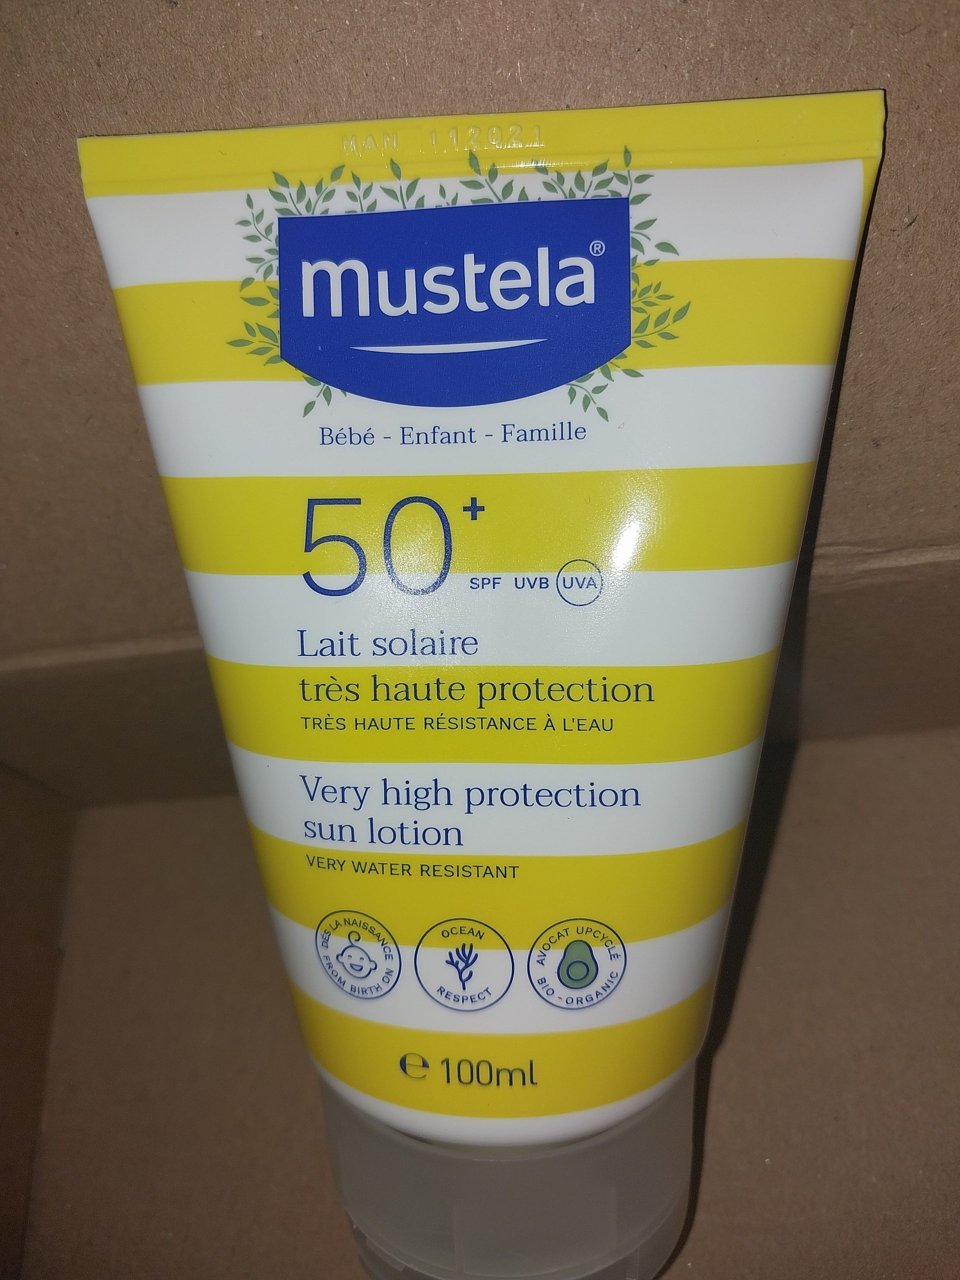 MAN 112021
mustela®
Bébé - Enfant - Famille
50+
SPF UVB UVA
Lait solaire
très haute protection
TRÈS HAUTE RÉSISTANCE À L'EAU
Very high protection
sun lotion
VERY WATER RESISTANT
DÈS LA NAISSANCE
FROM BIRTH ON
OCEAN
RESPECT
AVOCAT UPCYCLÉ
BIO - ORGANIC
℮ 100ml